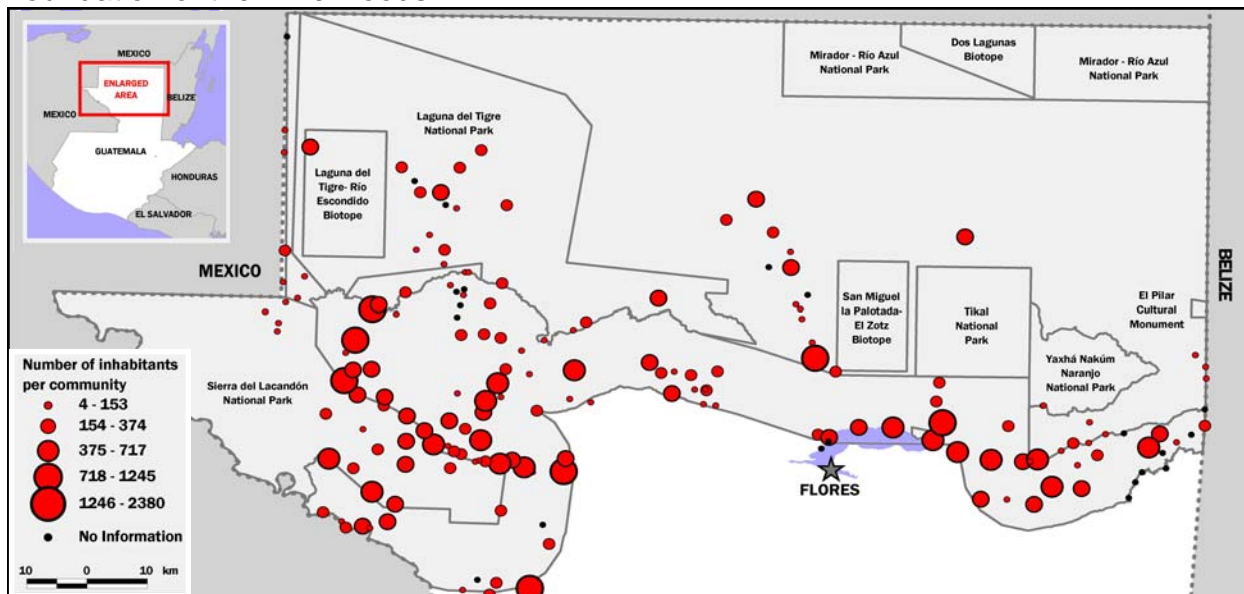 MEXICO
ENLARGED
AREA
BELIZE
MEXICO
GUATEMALA
HONDURAS
EL SALVADOR
Mirador - Río Azul
National Park
Dos Lagunas
Biotope
Mirador - Río Azul
National Park
Laguna del Tigre
National Park
Laguna del
Tigre- Río
Escondido
Biotope
MEXICO
BELIZE
San Miguel
la Palotada-
El Zotz
Biotope
Tikal
National
Park
El Pilar
Cultural
Monument
Yaxhá Nakúm
Naranjo
National Park
Sierra del Lacandón
National Park
FLORES
Number of inhabitants
per community
4 - 153
154 - 374
375 - 717
718 - 1245
1246 - 2380
No Information
10 0 10 km